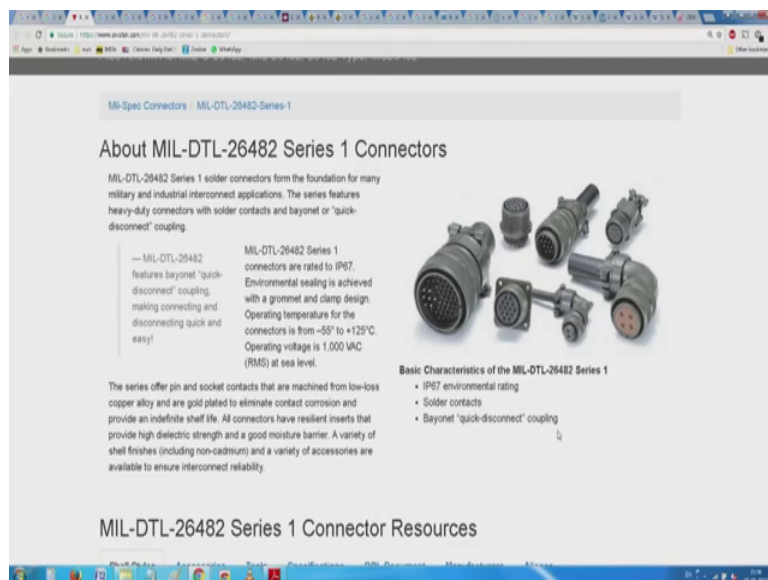 Secure
Apps Bookmarks
Zimbra WhatsApp
Other bookmarks
Mil-Spec Connectors / MIL-DTL-26482-Series-1
About MIL-DTL-26482 Series 1 Connectors
MIL-DTL-26482 Series 1 solder connectors form the foundation for many
military and industrial interconnect applications. The series features
heavy-duty connectors with solder contacts and bayonet or "quick-
disconnect" coupling.
— MIL-DTL-26482
features bayonet "quick-
disconnect" coupling,
making connecting and
disconnecting quick and
easy!
MIL-DTL-26482 Series 1
connectors are rated to IP67.
Environmental sealing is achieved
with a grommet and clamp design.
Operating temperature for the
connectors is from –55° to +125°C.
Operating voltage is 1,000 VAC
(RMS) at sea level.
The series offer pin and socket contacts that are machined from low-loss
copper alloy and are gold plated to eliminate contact corrosion and
provide an indefinite shelf life. All connectors have resilient inserts that
provide high dielectric strength and a good moisture barrier. A variety of
shell finishes (including non-cadmium) and a variety of accessories are
available to ensure interconnect reliability.
Basic Characteristics of the MIL-DTL-26482 Series 1
• IP67 environmental rating
• Solder contacts
• Bayonet "quick-disconnect" coupling
MIL-DTL-26482 Series 1 Connector Resources